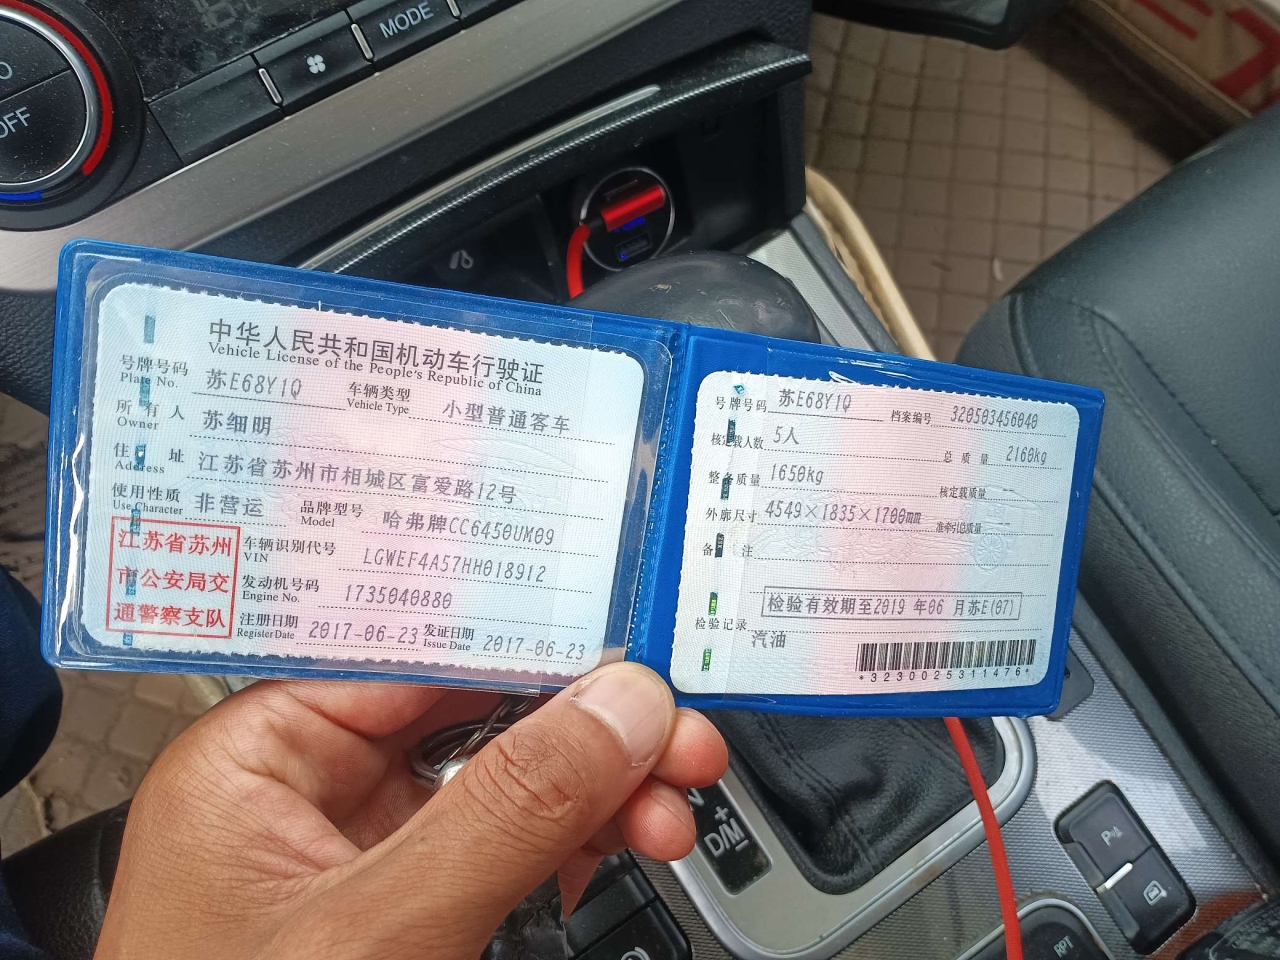 MODE
OFF
中华人民共和国机动车行驶证
Vehicle License of the People's Republic of China
号牌号码 苏E68Y1Q 车辆类型 小型普通客车
Plate No. Vehicle Type
所有人 苏细明
Owner
住址 江苏省苏州市相城区富爱路12号
Address
使用性质 非营运 品牌型号 哈弗牌CC6450UM09
Use Character Model
江苏省苏州
市公安局交
通警察支队
车辆识别代号 LGWEF4A57HH018912
VIN
发动机号码 1735040880
Engine No.
注册日期 2017-06-23 发证日期 2017-06-23
Register Date Issue Date
号牌号码 苏E68Y1Q 档案编号 320503456040
核定载人数 5人 总质量 2160kg
整备质量 1650kg 核定载质量
外廓尺寸 4549×1835×1700mm 准牵引总质量
备注
检验有效期至2019 年06 月苏E(07)
检验记录
汽油
*3230025311476*
+
D/M
RPT